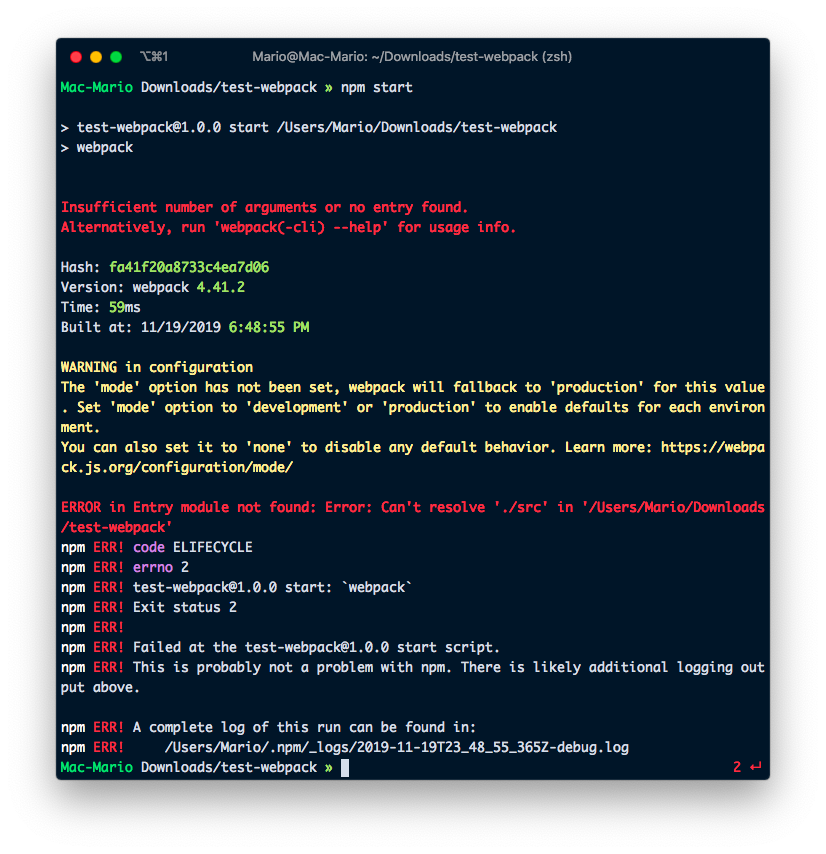 ⌥⌘1 Mario@Mac-Mario: ~/Downloads/test-webpack (zsh)
Mac-Mario Downloads/test-webpack » npm start
> test-webpack@1.0.0 start /Users/Mario/Downloads/test-webpack
> webpack
Insufficient number of arguments or no entry found.
Alternatively, run 'webpack(-cli) --help' for usage info.
Hash: fa41f20a8733c4ea7d06
Version: webpack 4.41.2
Time: 59ms
Built at: 11/19/2019 6:48:55 PM
WARNING in configuration
The 'mode' option has not been set, webpack will fallback to 'production' for this value
. Set 'mode' option to 'development' or 'production' to enable defaults for each environ
ment.
You can also set it to 'none' to disable any default behavior. Learn more: https://webpa
ck.js.org/configuration/mode/
ERROR in Entry module not found: Error: Can't resolve './src' in '/Users/Mario/Downloads
/test-webpack'
npm ERR! code ELIFECYCLE
npm ERR! errno 2
npm ERR! test-webpack@1.0.0 start: `webpack`
npm ERR! Exit status 2
npm ERR!
npm ERR! Failed at the test-webpack@1.0.0 start script.
npm ERR! This is probably not a problem with npm. There is likely additional logging out
put above.
npm ERR! A complete log of this run can be found in:
npm ERR!     /Users/Mario/.npm/_logs/2019-11-19T23_48_55_365Z-debug.log
Mac-Mario Downloads/test-webpack » 2 ↵